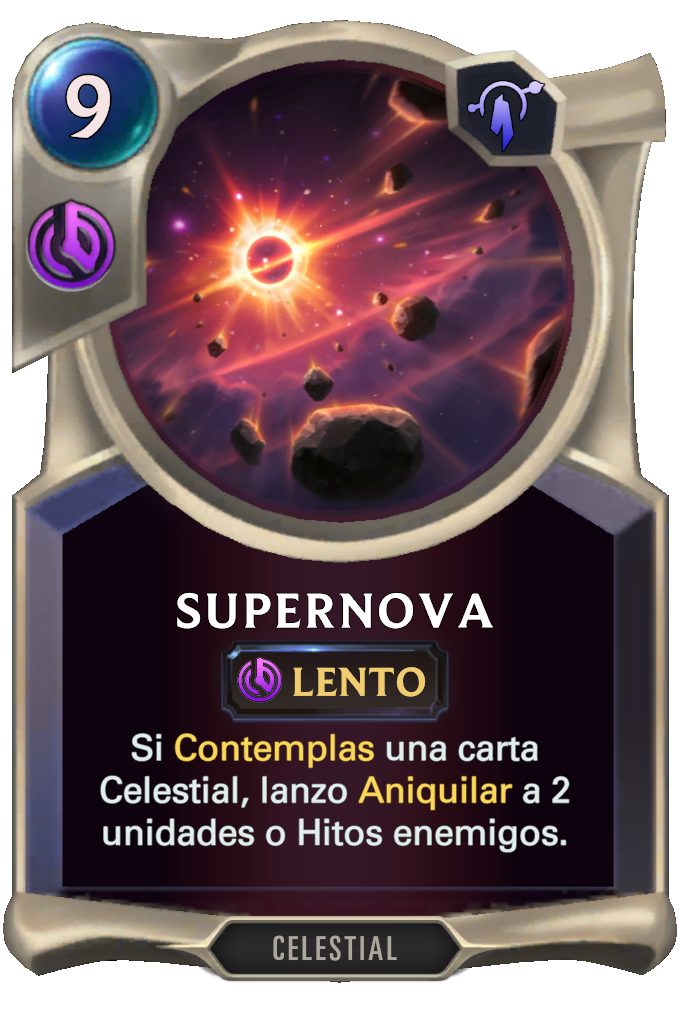 9
SUPERNOVA
LENTO
Si Contemplas una carta
Celestial, lanzo Aniquilar a 2
unidades o Hitos enemigos.
CELESTIAL